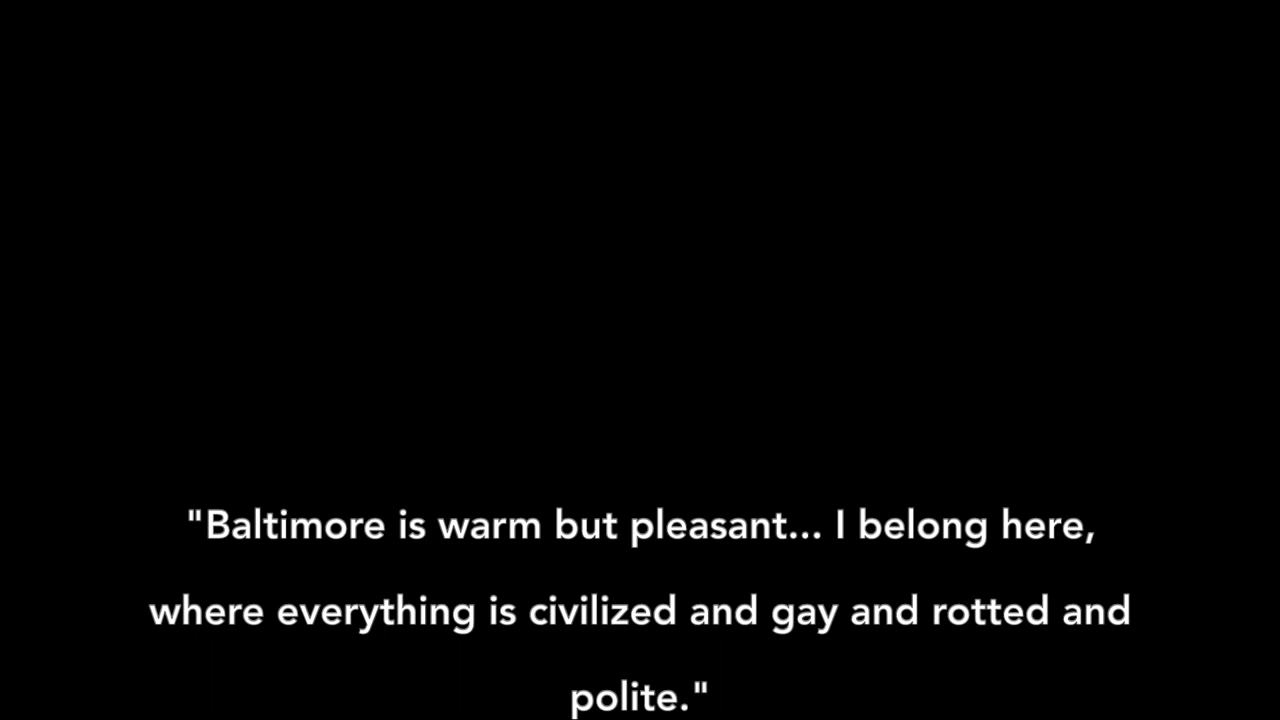 "Baltimore is warm but pleasant... I belong here,
where everything is civilized and gay and rotted and
polite."